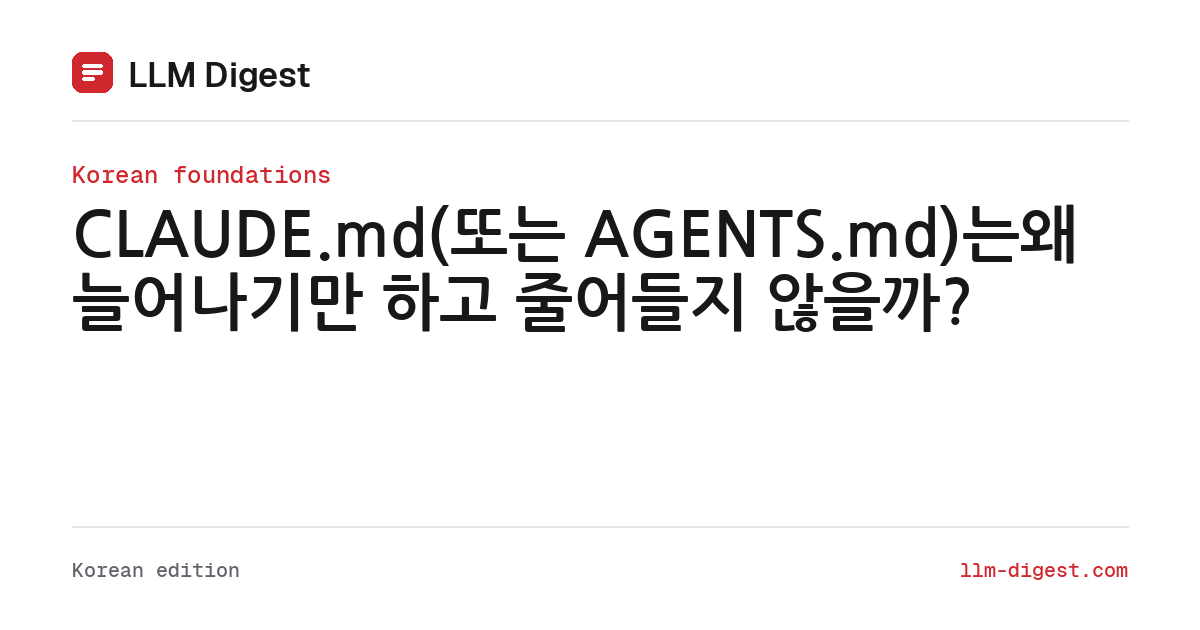 LLM Digest
Korean foundations
CLAUDE.md(또는 AGENTS.md)는왜
늘어나기만 하고 줄어들지 않을까?
Korean edition
llm-digest.com